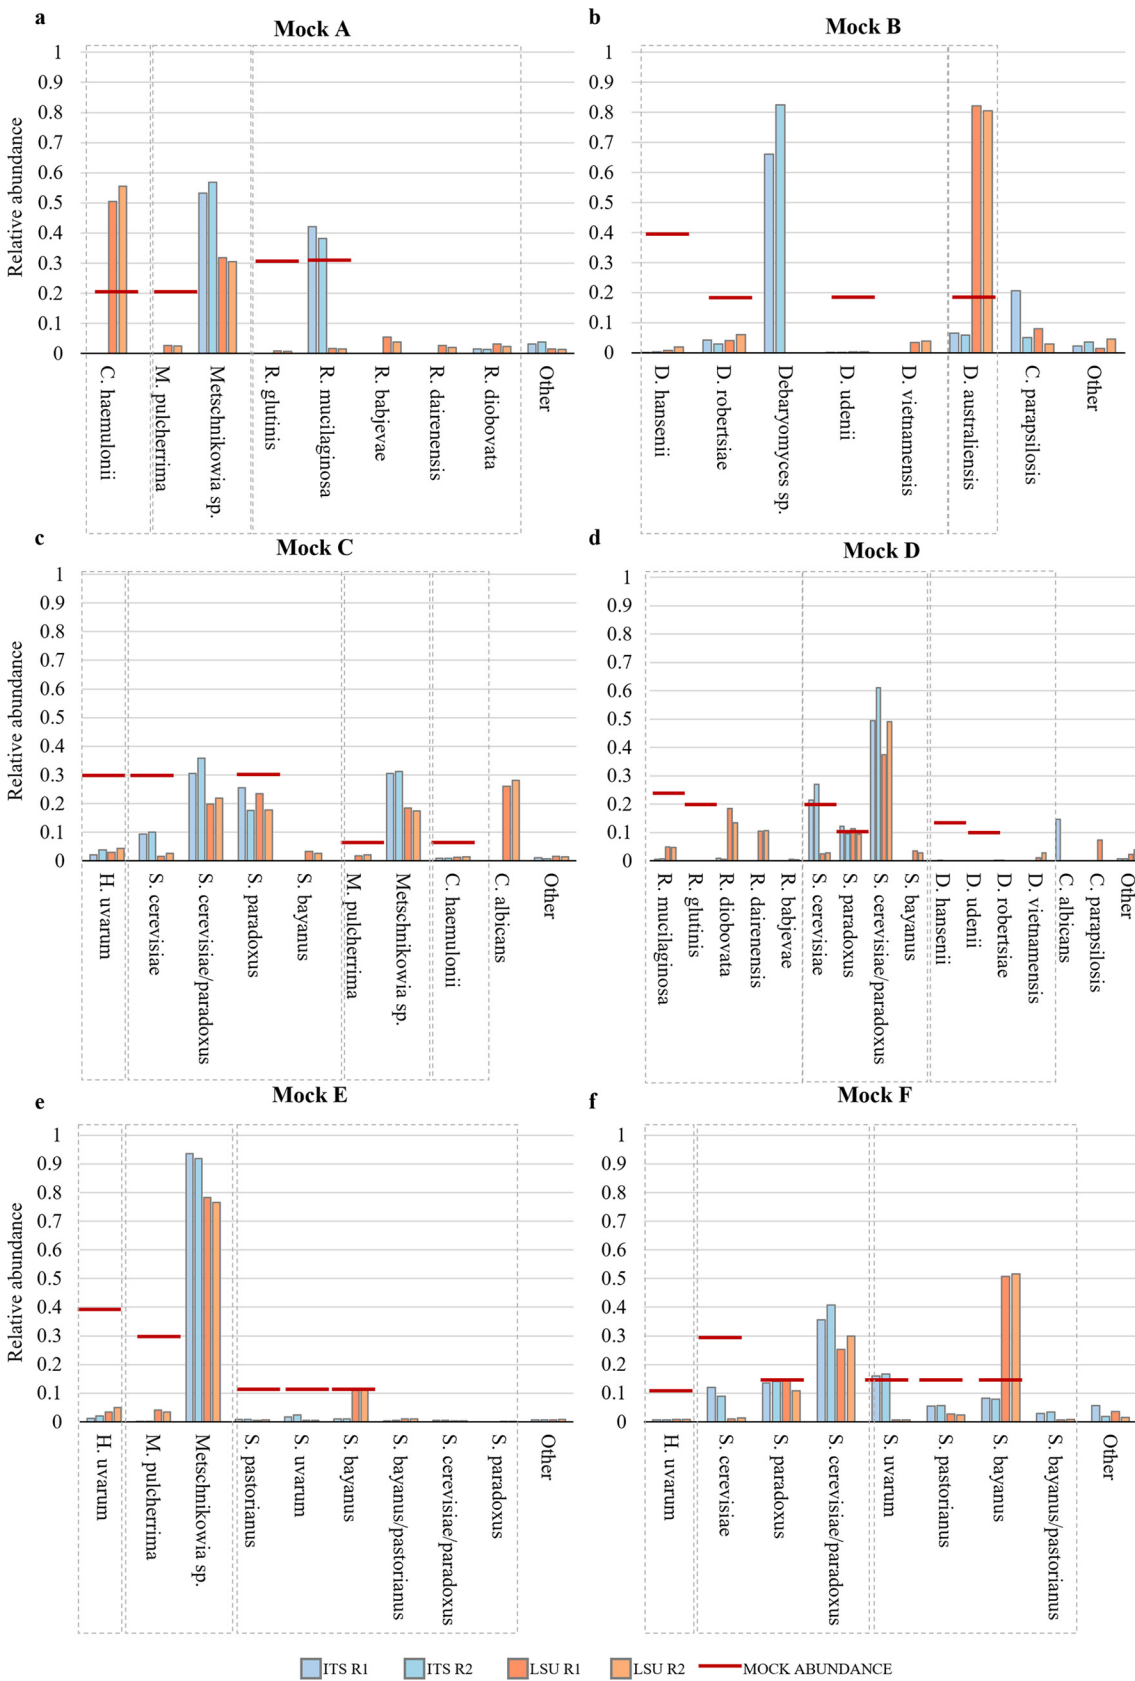 a
Mock A
Relative abundance
1
0.9
0.8
0.7
0.6
0.5
0.4
0.3
0.2
0.1
0
C. haemulonii
M. pulcherrima
Metschnikowia sp.
R. glutinis
R. mucilaginosa
R. babjevae
R. dairenensis
R. diobovata
Other
b
Mock B
1
0.9
0.8
0.7
0.6
0.5
0.4
0.3
0.2
0.1
0
D. hansenii
D. robertsiae
Debaryomyces sp.
D. udenii
D. vietnamensis
D. australiensis
C. parapsilosis
Other
c
Mock C
Relative abundance
1
0.9
0.8
0.7
0.6
0.5
0.4
0.3
0.2
0.1
0
H. uvarum
S. cerevisiae
S. cerevisiae/paradoxus
S. paradoxus
S. bayanus
M. pulcherrima
Metschnikowia sp.
C. haemulonii
C. albicans
Other
d
Mock D
1
0.9
0.8
0.7
0.6
0.5
0.4
0.3
0.2
0.1
0
R. mucilaginosa
R. glutinis
R. diobovata
R. dairenensis
R. babjevae
S. cerevisiae
S. paradoxus
S. cerevisiae/paradoxus
S. bayanus
D. hansenii
D. udenii
D. robertsiae
D. vietnamensis
C. albicans
C. parapsilosis
Other
e
Mock E
Relative abundance
1
0.9
0.8
0.7
0.6
0.5
0.4
0.3
0.2
0.1
0
H. uvarum
M. pulcherrima
Metschnikowia sp.
S. pastorianus
S. uvarum
S. bayanus
S. bayanus/pastorianus
S. cerevisiae/paradoxus
S. paradoxus
Other
f
Mock F
1
0.9
0.8
0.7
0.6
0.5
0.4
0.3
0.2
0.1
0
H. uvarum
S. cerevisiae
S. paradoxus
S. cerevisiae/paradoxus
S. uvarum
S. pastorianus
S. bayanus
S. bayanus/pastorianus
Other
ITS R1 ITS R2 LSU R1 LSU R2 MOCK ABUNDANCE